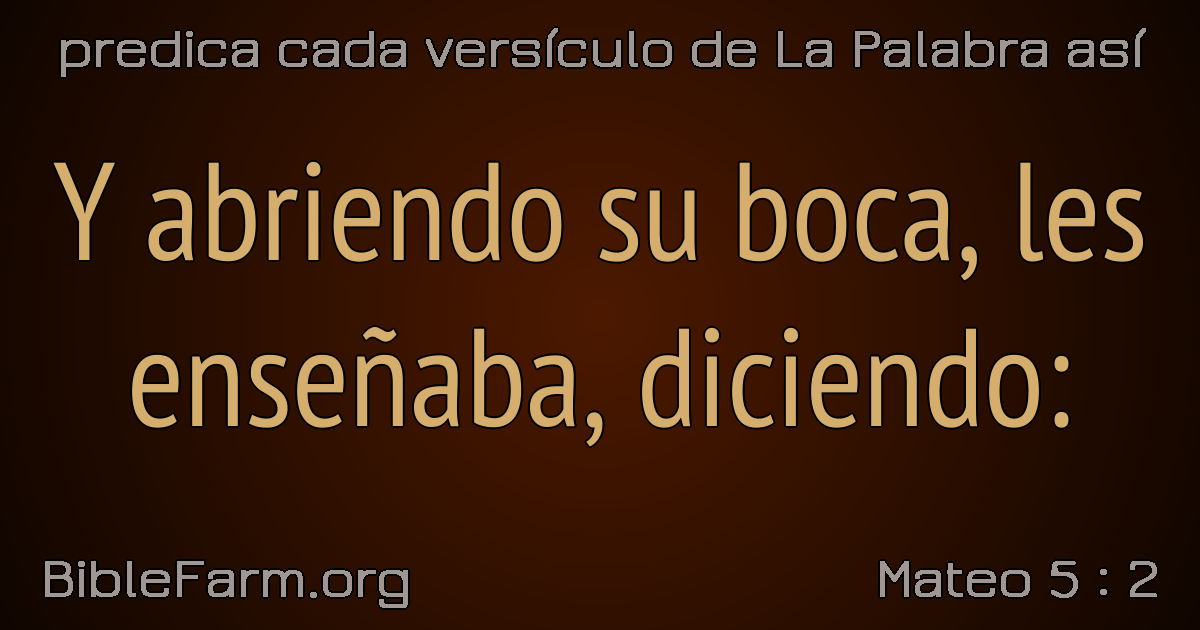 predica cada versículo de La Palabra así
Y abriendo su boca, les
enseñaba, diciendo:
BibleFarm.org
Mateo 5 : 2